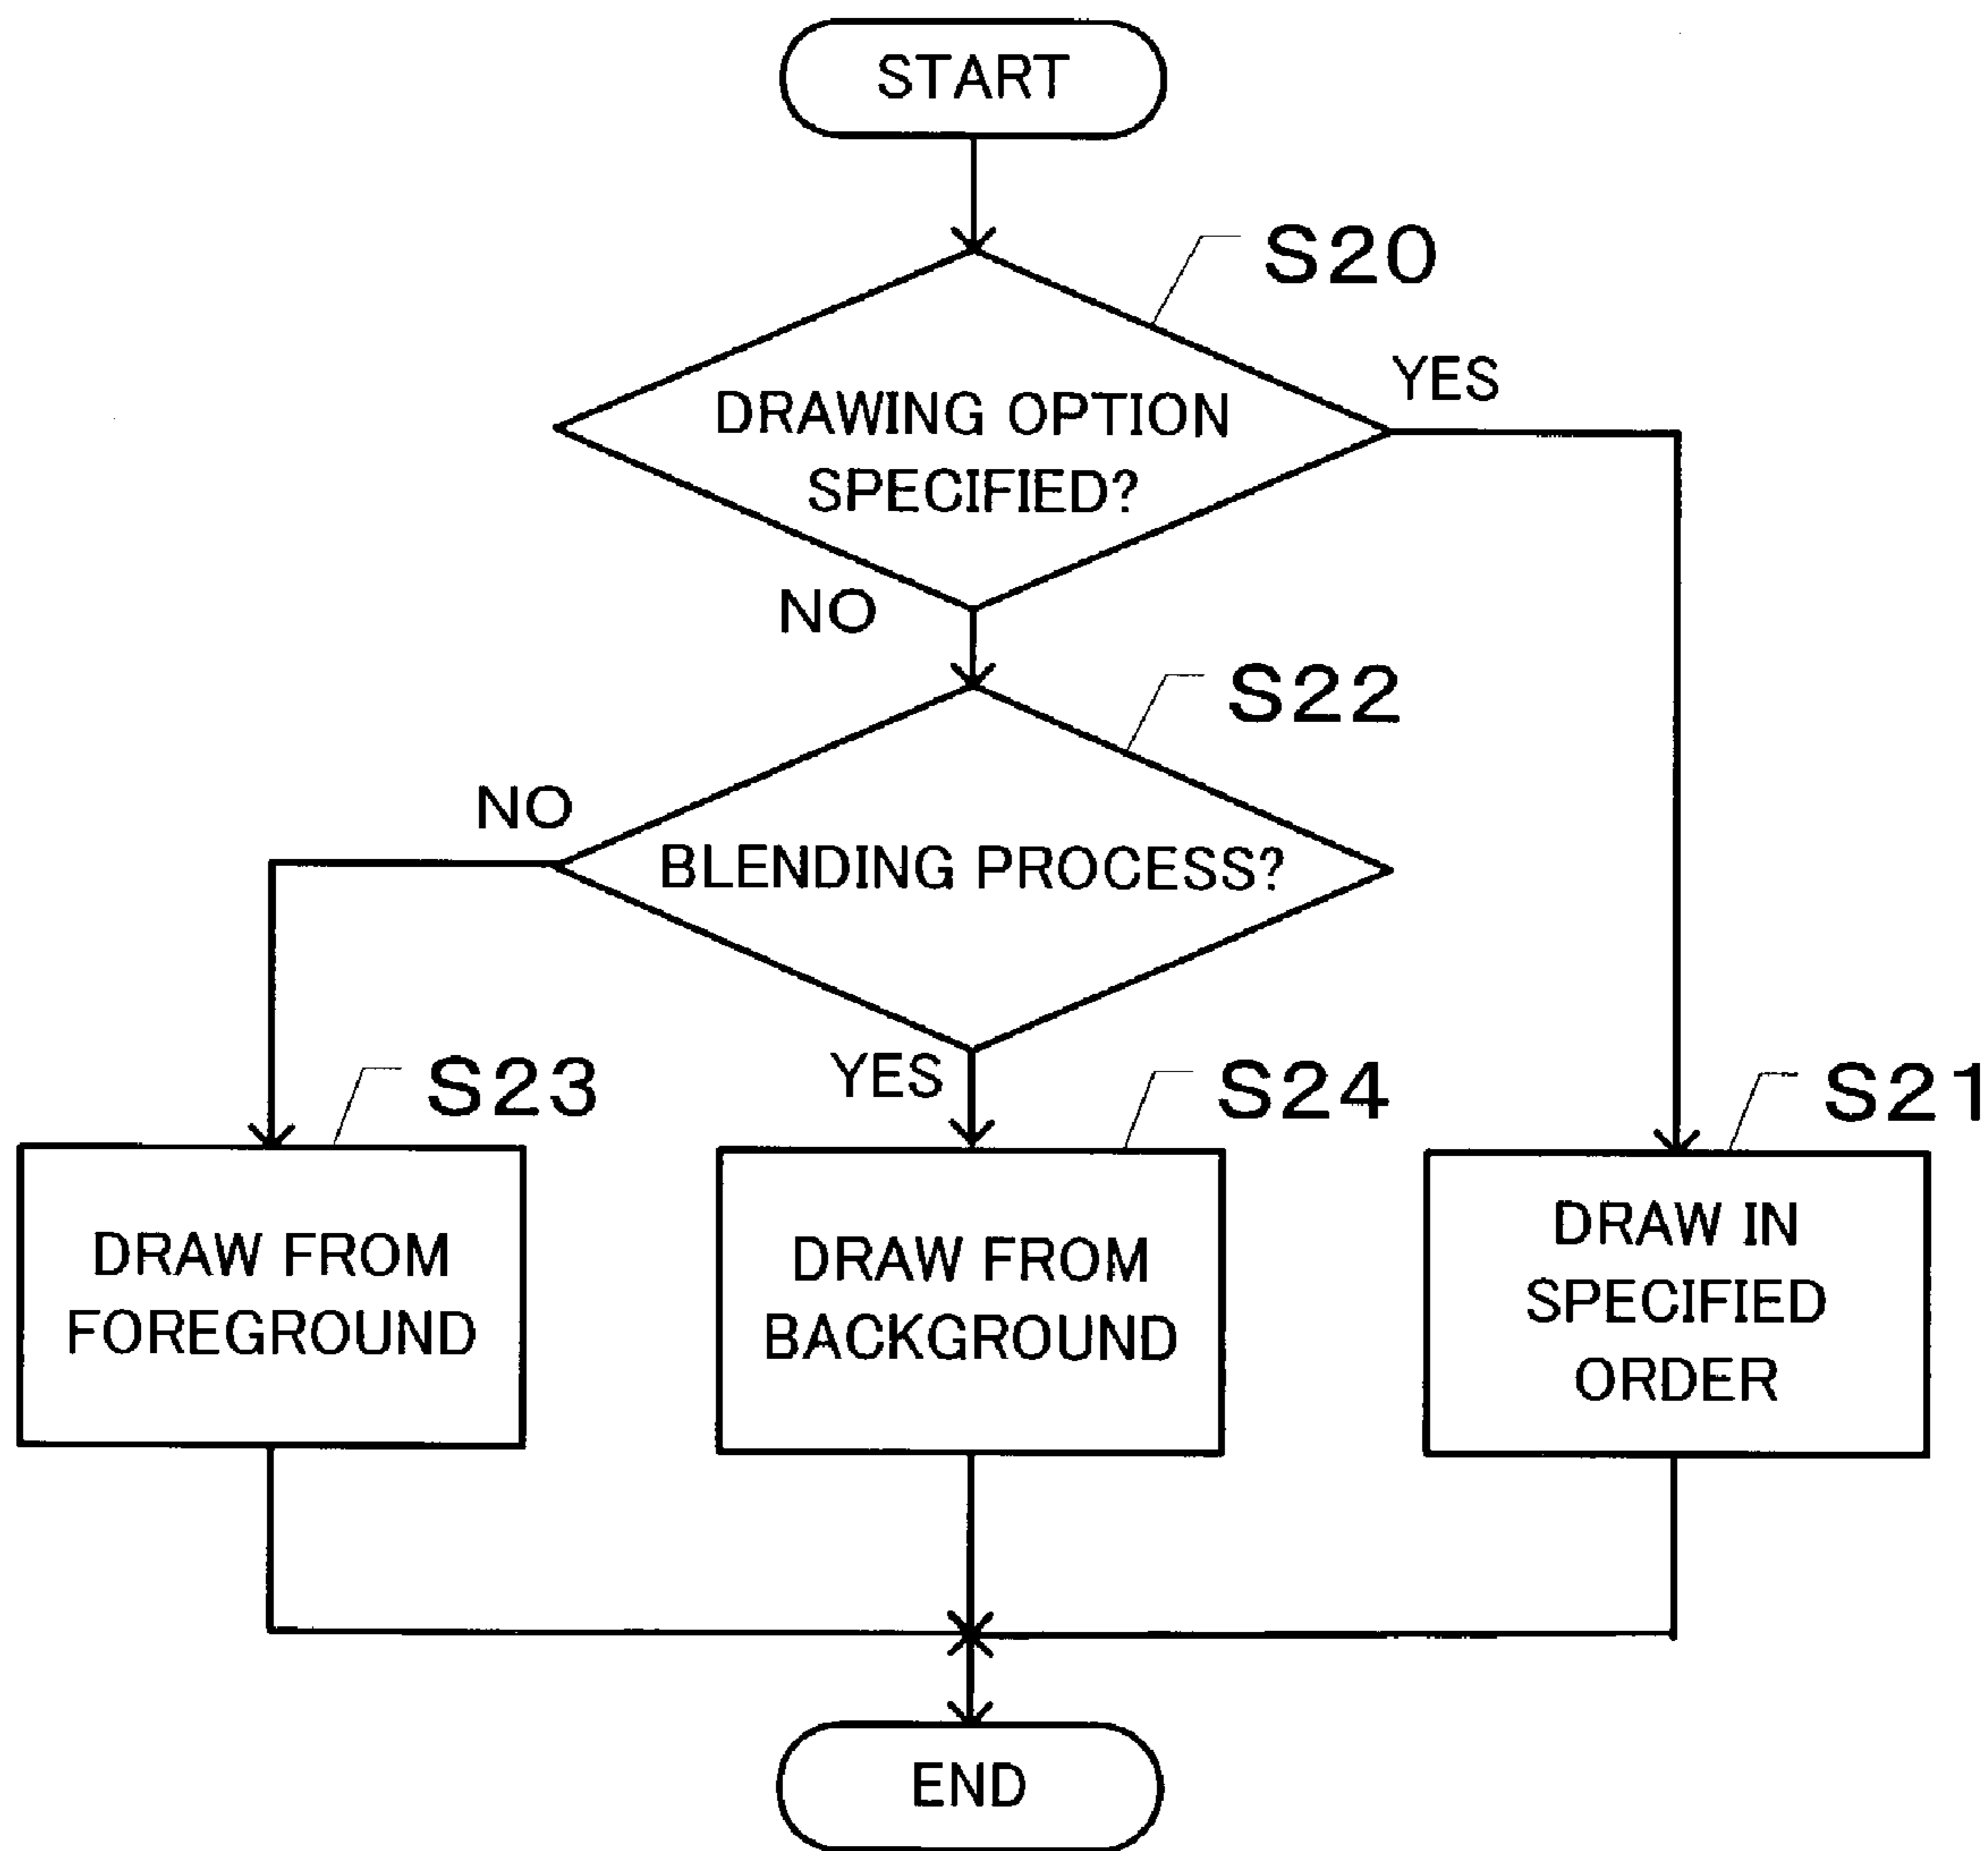 START
S20
YES
DRAWING OPTION
SPECIFIED?
NO
S22
NO
BLENDING PROCESS?
YES
S23
S24
S21
DRAW FROM
FOREGROUND
DRAW FROM
BACKGROUND
DRAW IN
SPECIFIED
ORDER
END